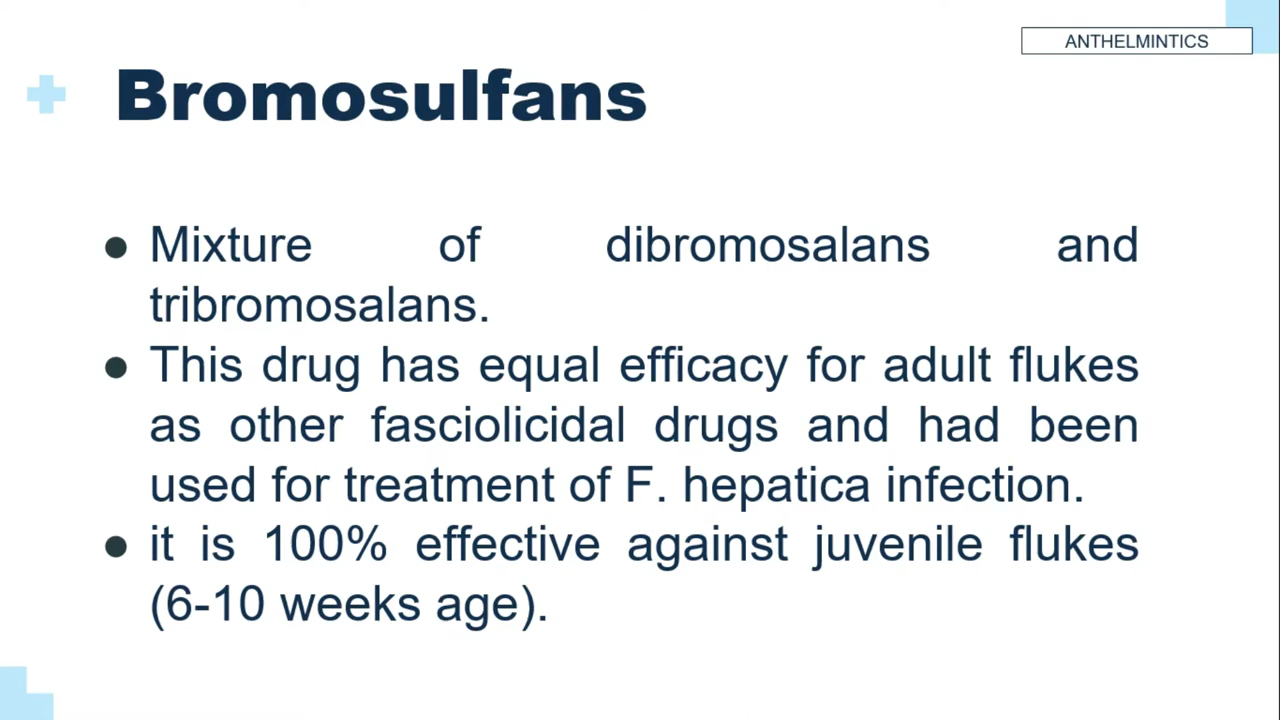 ANTHELMINTICS
Bromosulfans
● Mixture of dibromosalans and
tribromosalans.
● This drug has equal efficacy for adult flukes
as other fasciolicidal drugs and had been
used for treatment of F. hepatica infection.
● it is 100% effective against juvenile flukes
(6-10 weeks age).